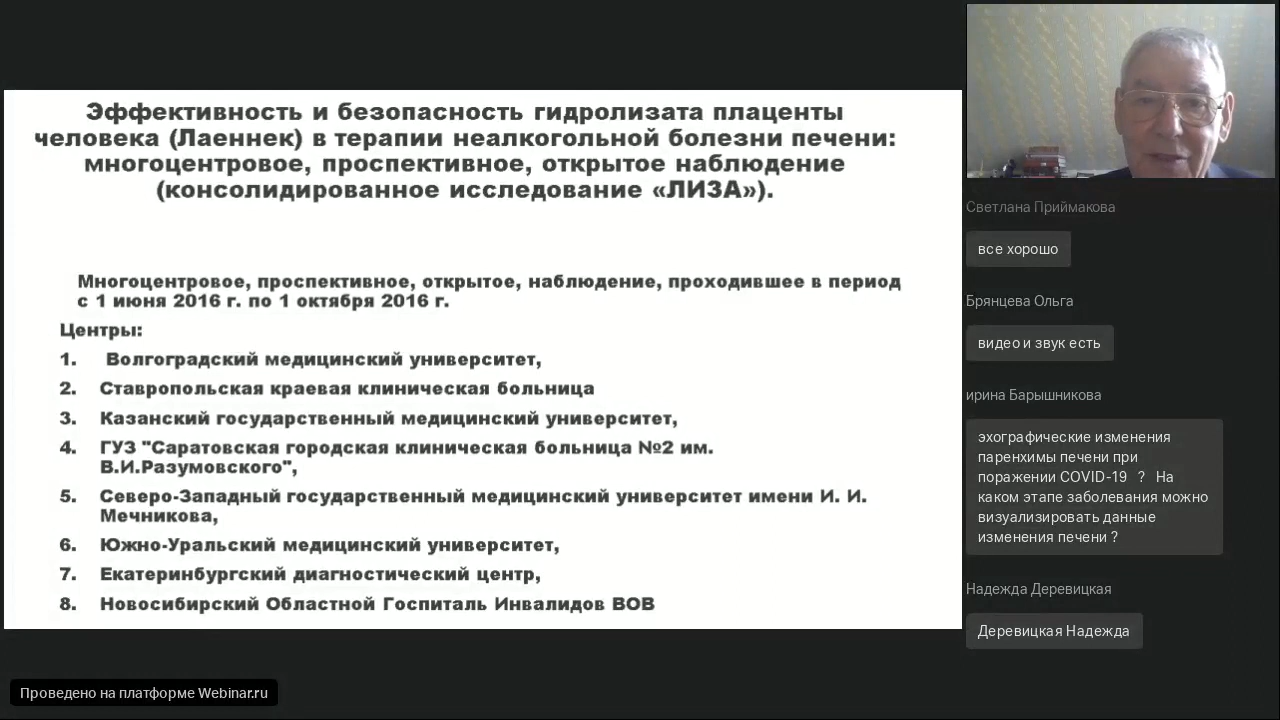 Эффективность и безопасность гидролизата плаценты
человека (Лаеннек) в терапии неалкогольной болезни печени:
многоцентровое, проспективное, открытое наблюдение
(консолидированное исследование «ЛИЗА»).
Многоцентровое, проспективное, открытое, наблюдение, проходившее в период
с 1 июня 2016 г. по 1 октября 2016 г.
Центры:
1. Волгоградский медицинский университет,
2. Ставропольская краевая клиническая больница
3. Казанский государственный медицинский университет,
4. ГУЗ "Саратовская городская клиническая больница №2 им.
В.И.Разумовского",
5. Северо-Западный государственный медицинский университет имени И. И.
Мечникова,
6. Южно-Уральский медицинский университет,
7. Екатеринбургский диагностический центр,
8. Новосибирский Областной Госпиталь Инвалидов ВОВ
Светлана Приймакова
все хорошо
Брянцева Ольга
видео и звук есть
ирина Барышникова
эхографические изменения
паренхимы печени при
поражении COVID-19 ? На
каком этапе заболевания можно
визуализировать данные
изменения печени ?
Надежда Деревицкая
Деревицкая Надежда
Проведено на платформе Webinar.ru